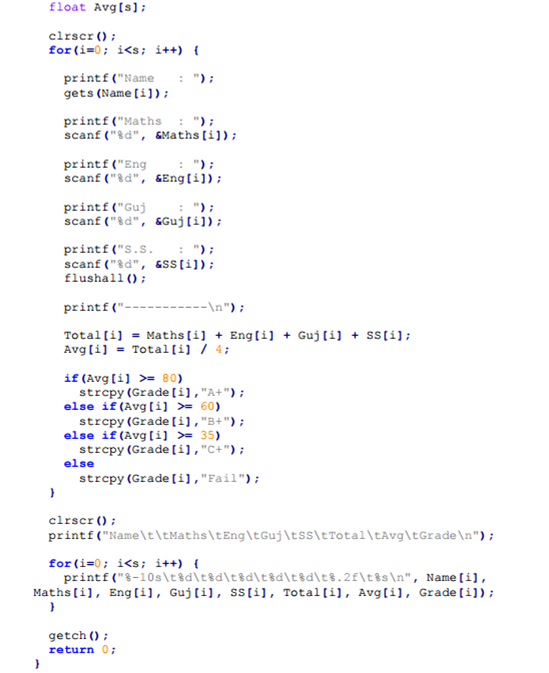 float Avg[s];
clrscr();
for(i=0; i<s; i++) {
printf("Name   : ");
gets(Name[i]);
printf("Maths  : ");
scanf("%d", &Maths[i]);
printf("Eng    : ");
scanf("%d", &Eng[i]);
printf("Guj    : ");
scanf("%d", &Guj[i]);
printf("S.S.   : ");
scanf("%d", &SS[i]);
flushall();
printf("-----------\n");
Total[i] = Maths[i] + Eng[i] + Guj[i] + SS[i];
Avg[i] = Total[i] / 4;
if(Avg[i] >= 80)
strcpy(Grade[i],"A+");
else if(Avg[i] >= 60)
strcpy(Grade[i],"B+");
else if(Avg[i] >= 35)
strcpy(Grade[i],"C+");
else
strcpy(Grade[i],"Fail");
}
clrscr();
printf("Name\t\tMaths\tEng\tGuj\tSS\tTotal\tAvg\tGrade\n");
for(i=0; i<s; i++) {
printf("%-10s\t%d\t%d\t%d\t%d\t%d\t%.2f\t%s\n", Name[i],
Maths[i], Eng[i], Guj[i], SS[i], Total[i], Avg[i], Grade[i]);
}
getch();
return 0;
}